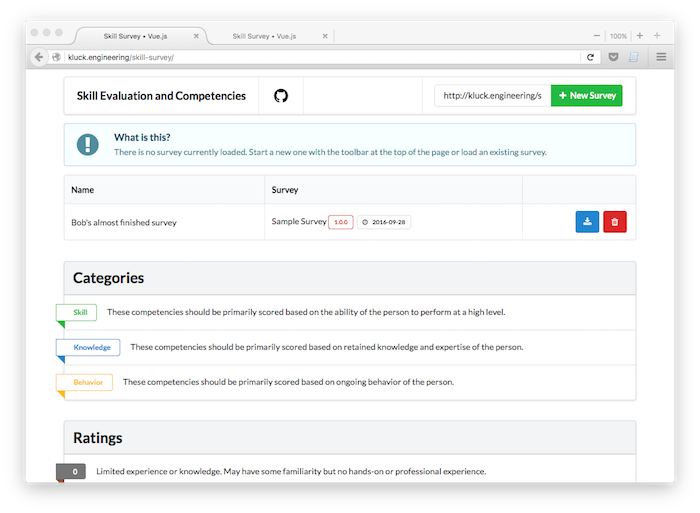 Skill Survey • Vue.js
Skill Survey • Vue.js
100%
kluck.engineering/skill-survey/
Skill Evaluation and Competencies
http://kluck.engineering/s
New Survey
What is this?
There is no survey currently loaded. Start a new one with the toolbar at the top of the page or load an existing survey.
Name Survey
Bob's almost finished survey Sample Survey 1.0.0 2016-09-28
Categories
Skill These competencies should be primarily scored based on the ability of the person to perform at a high level.
Knowledge These competencies should be primarily scored based on retained knowledge and expertise of the person.
Behavior These competencies should be primarily scored based on ongoing behavior of the person.
Ratings
0 Limited experience or knowledge. May have some familiarity but no hands-on or professional experience.